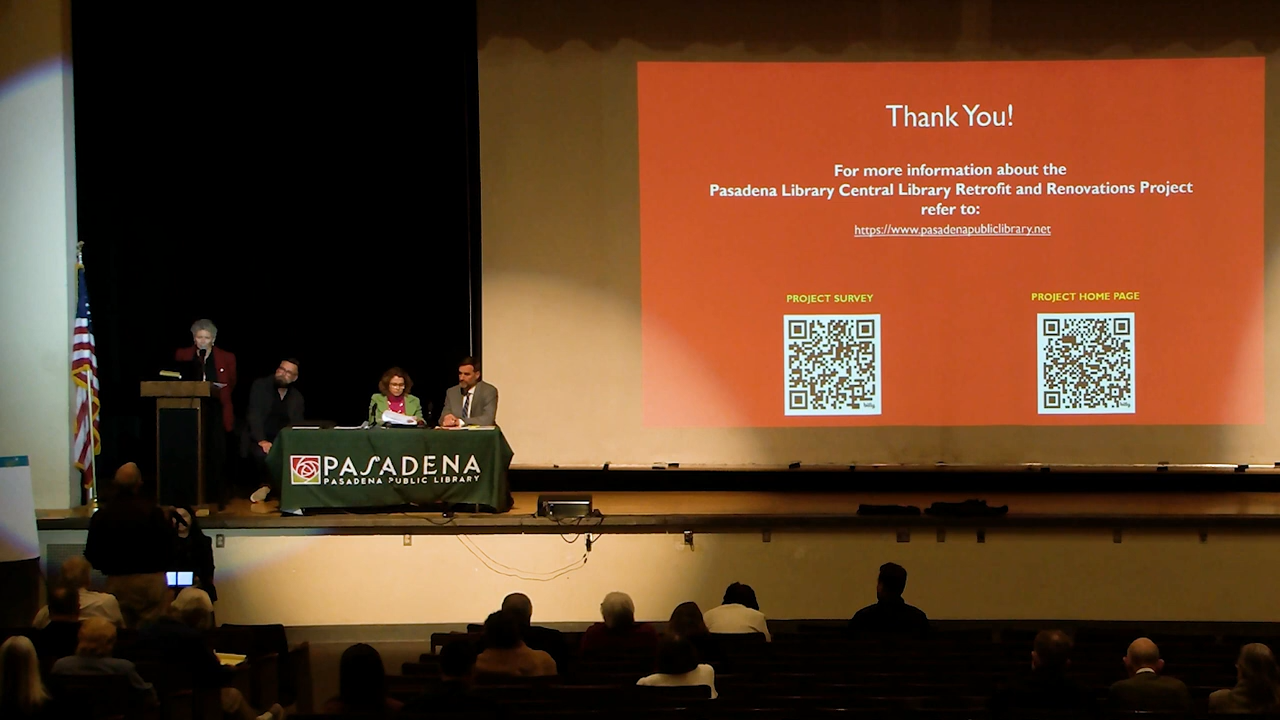 Thank You!
For more information about the
Pasadena Library Central Library Retrofit and Renovations Project
refer to:
https://www.pasadenapubliclibrary.net
PROJECT SURVEY
PROJECT HOME PAGE
PASADENA
PASADENA PUBLIC LIBRARY